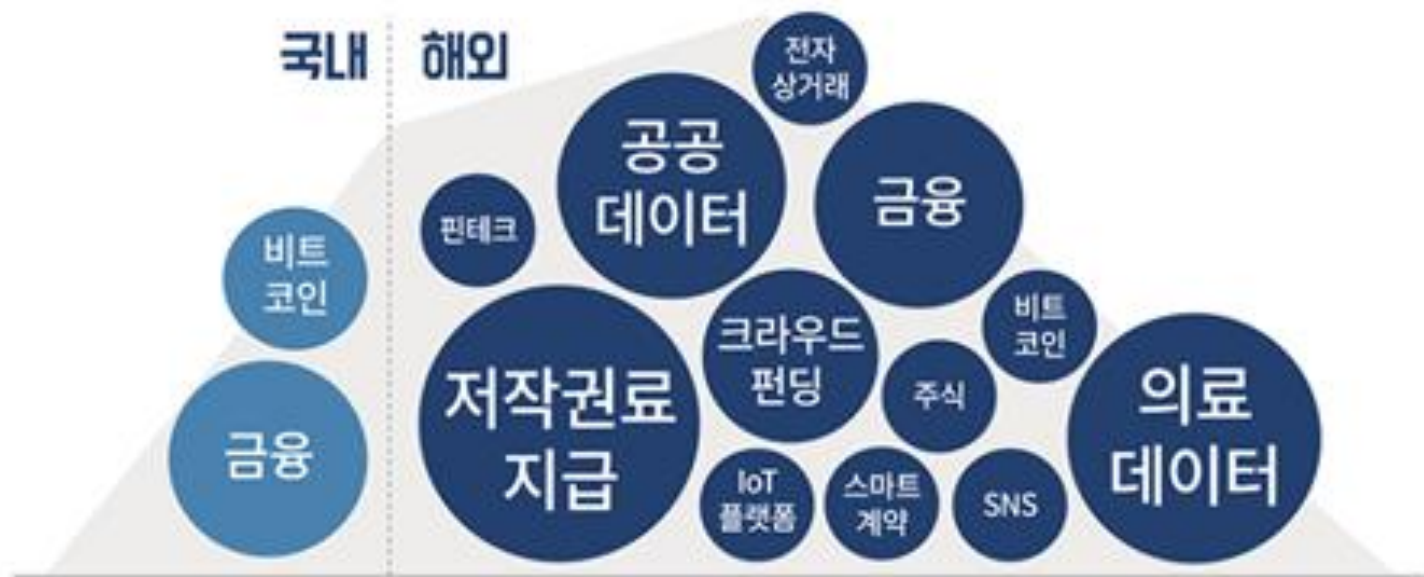 국내
해외
비트
코인
금융
전자
상거래
공공
데이터
금융
핀테크
크라우드
펀딩
비트
코인
저작권료
지급
주식
의료
데이터
IoT
플랫폼
스마트
계약
SNS